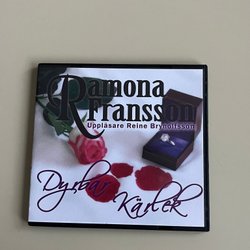 Ramona
Fransson
Uppläsare Reine Brynolfsson
Dyrbar
Kärlek